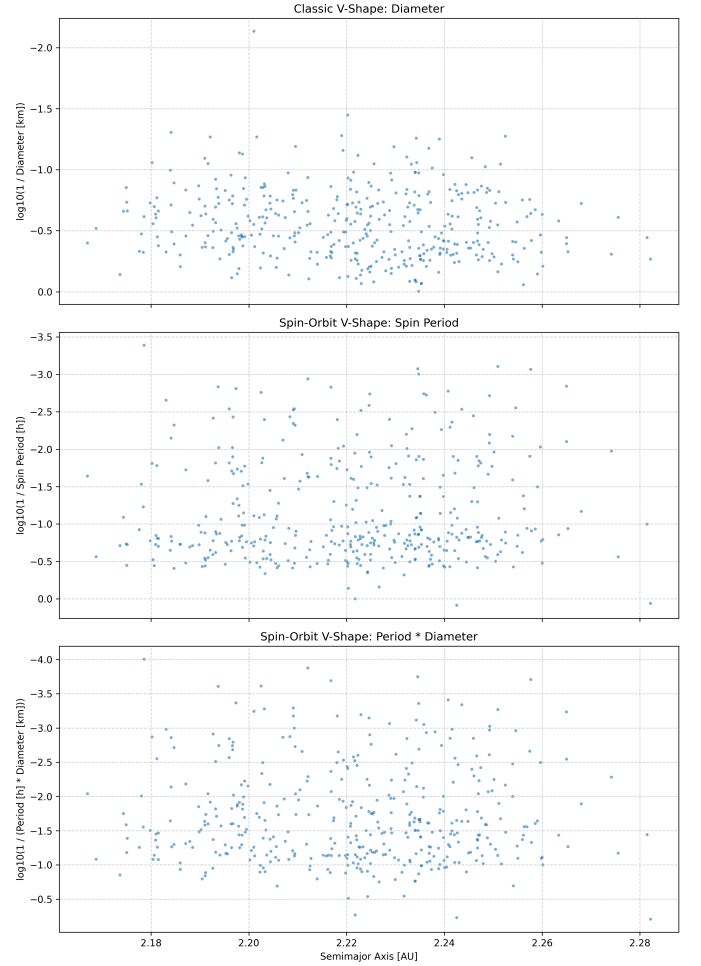 Classic V-Shape: Diameter
log10(1 / Diameter [km])
−2.0
−1.5
−1.0
−0.5
0.0
Spin-Orbit V-Shape: Spin Period
log10(1 / Spin Period [h])
−3.5
−3.0
−2.5
−2.0
−1.5
−1.0
−0.5
0.0
Spin-Orbit V-Shape: Period * Diameter
log10(1 / (Period [h] * Diameter [km]))
−4.0
−3.5
−3.0
−2.5
−2.0
−1.5
−1.0
−0.5
2.18 2.20 2.22 2.24 2.26 2.28
Semimajor Axis [AU]